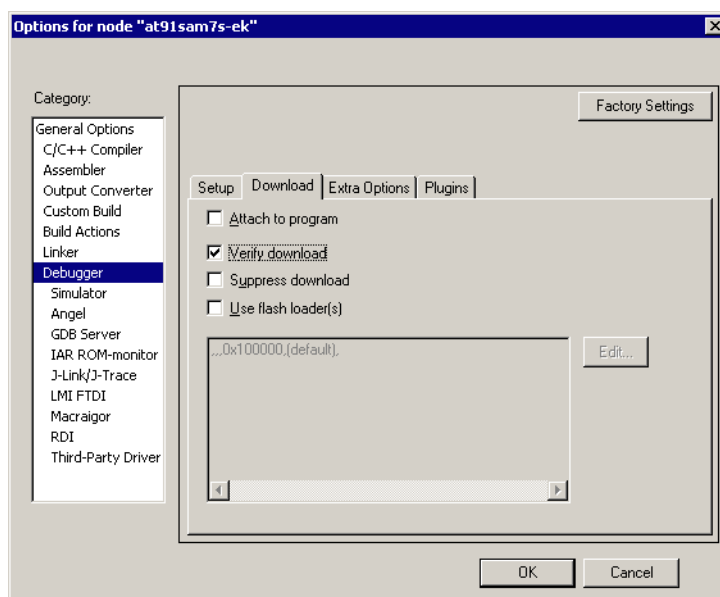 Options for node "at91sam7s-ek"
Category:
Factory Settings
General Options
C/C++ Compiler
Assembler
Output Converter
Custom Build
Build Actions
Linker
Debugger
Simulator
Angel
GDB Server
IAR ROM-monitor
J-Link/J-Trace
LMI FTDI
Macraigor
RDI
Third-Party Driver
Setup Download Extra Options Plugins
Attach to program
Verify download
Suppress download
Use flash loader(s)
,,,0x100000,(default),
Edit...
OK Cancel